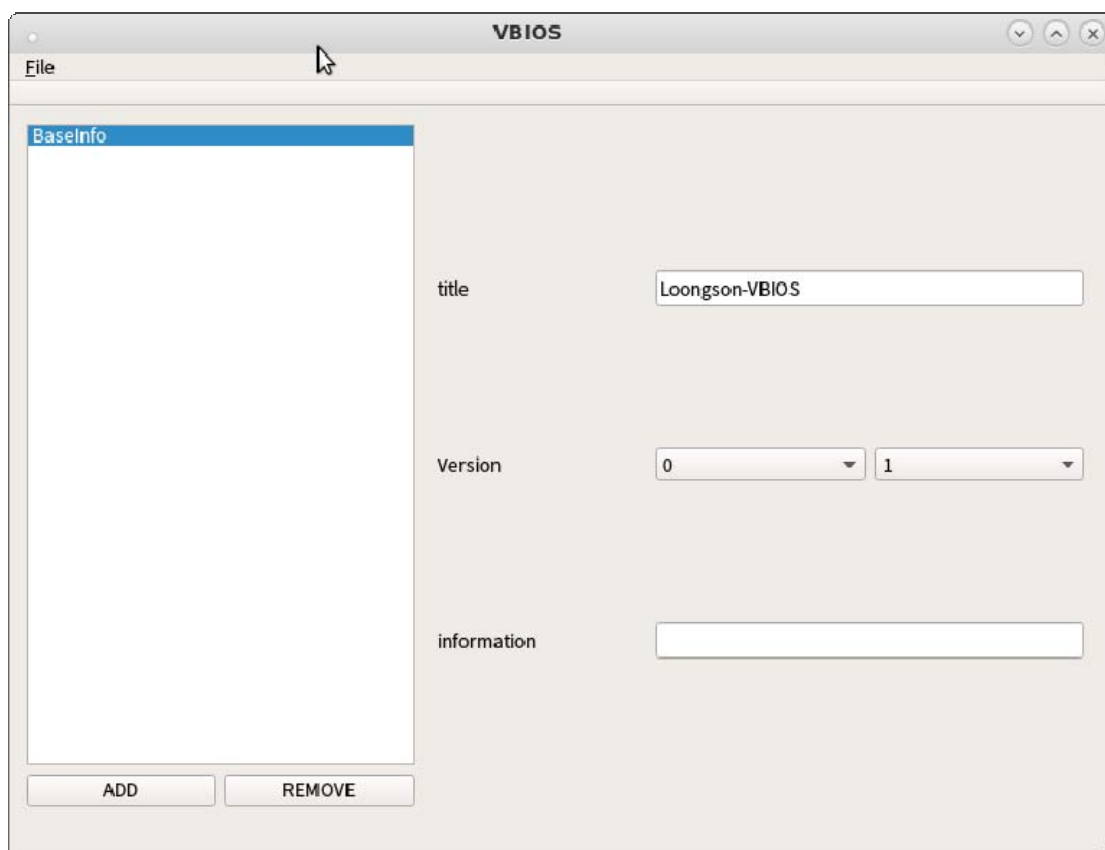 VBIOS
File
BaseInfo
title
Loongson-VBIOS
Version
0
1
information
ADD
REMOVE